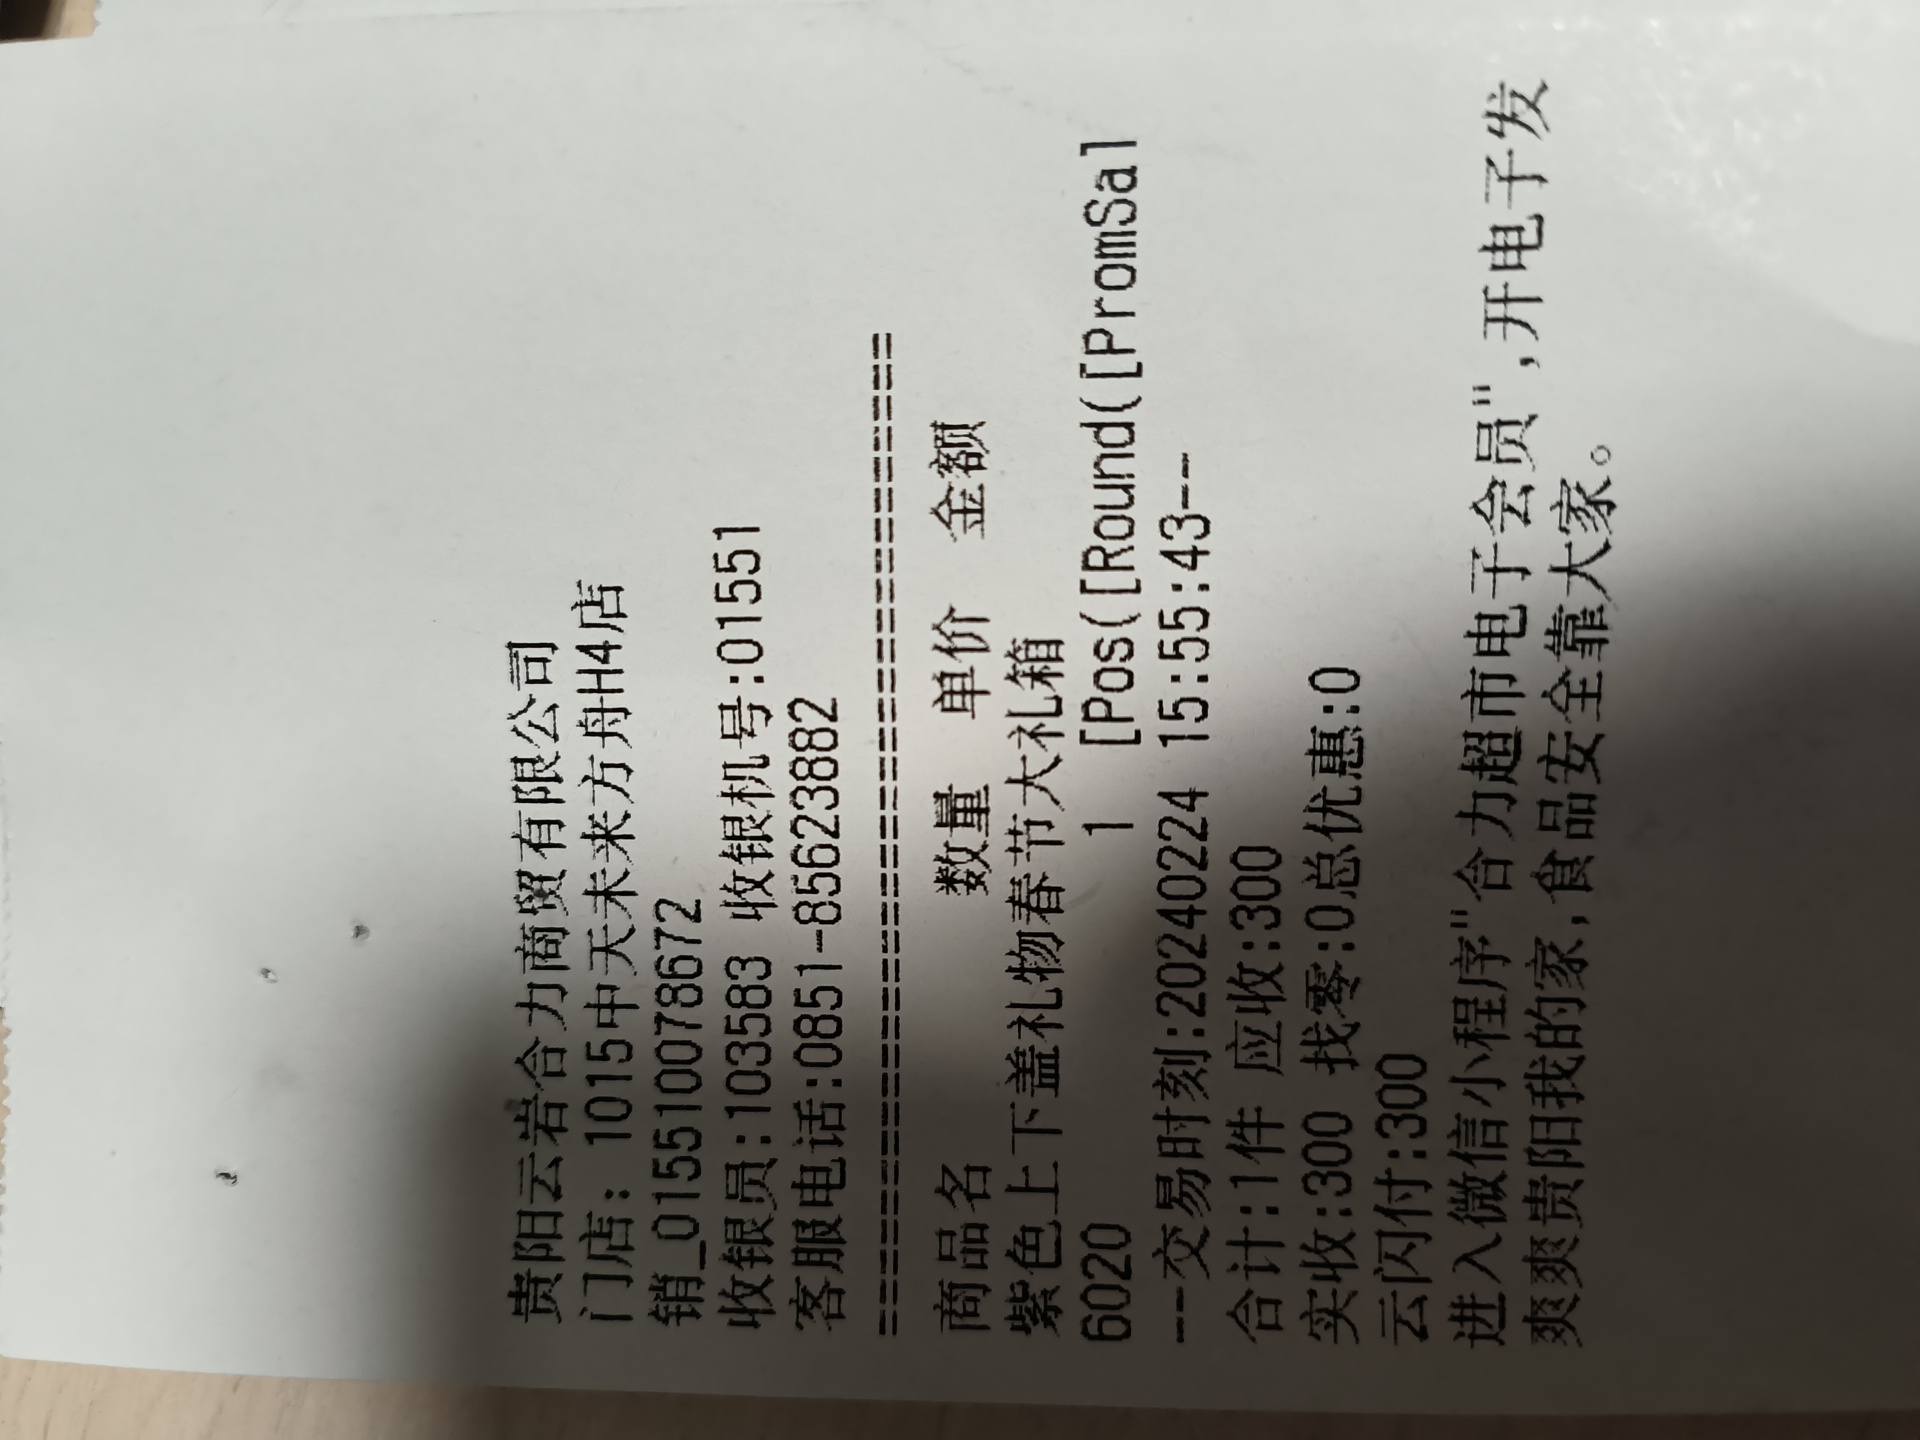 贵阳云岩合力商贸有限公司
门店: 1015中天未来方舟H4店
销_015510078672
收银员:103583 收银机号:01551
客服电话:0851-85623882
========================================
商品名 数量 单价 金额
紫色上下盖礼物春节大礼箱
6020 1 [Pos([Round([PromSal
---交易时刻:20240224 15:55:43---
合计:1件 应收:300
实收:300 找零:0总优惠:0
云闪付:300
进入微信小程序"合力超市电子会员",开电子发
爽爽贵阳我的家,食品安全靠大家。